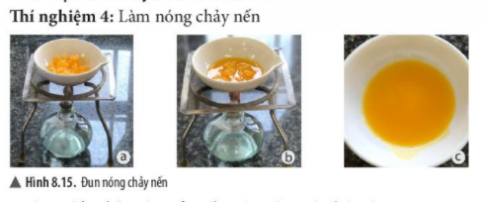 Thí nghiệm 4: Làm nóng chảy nến
a
b
c
▲ Hình 8.15. Đun nóng chảy nến